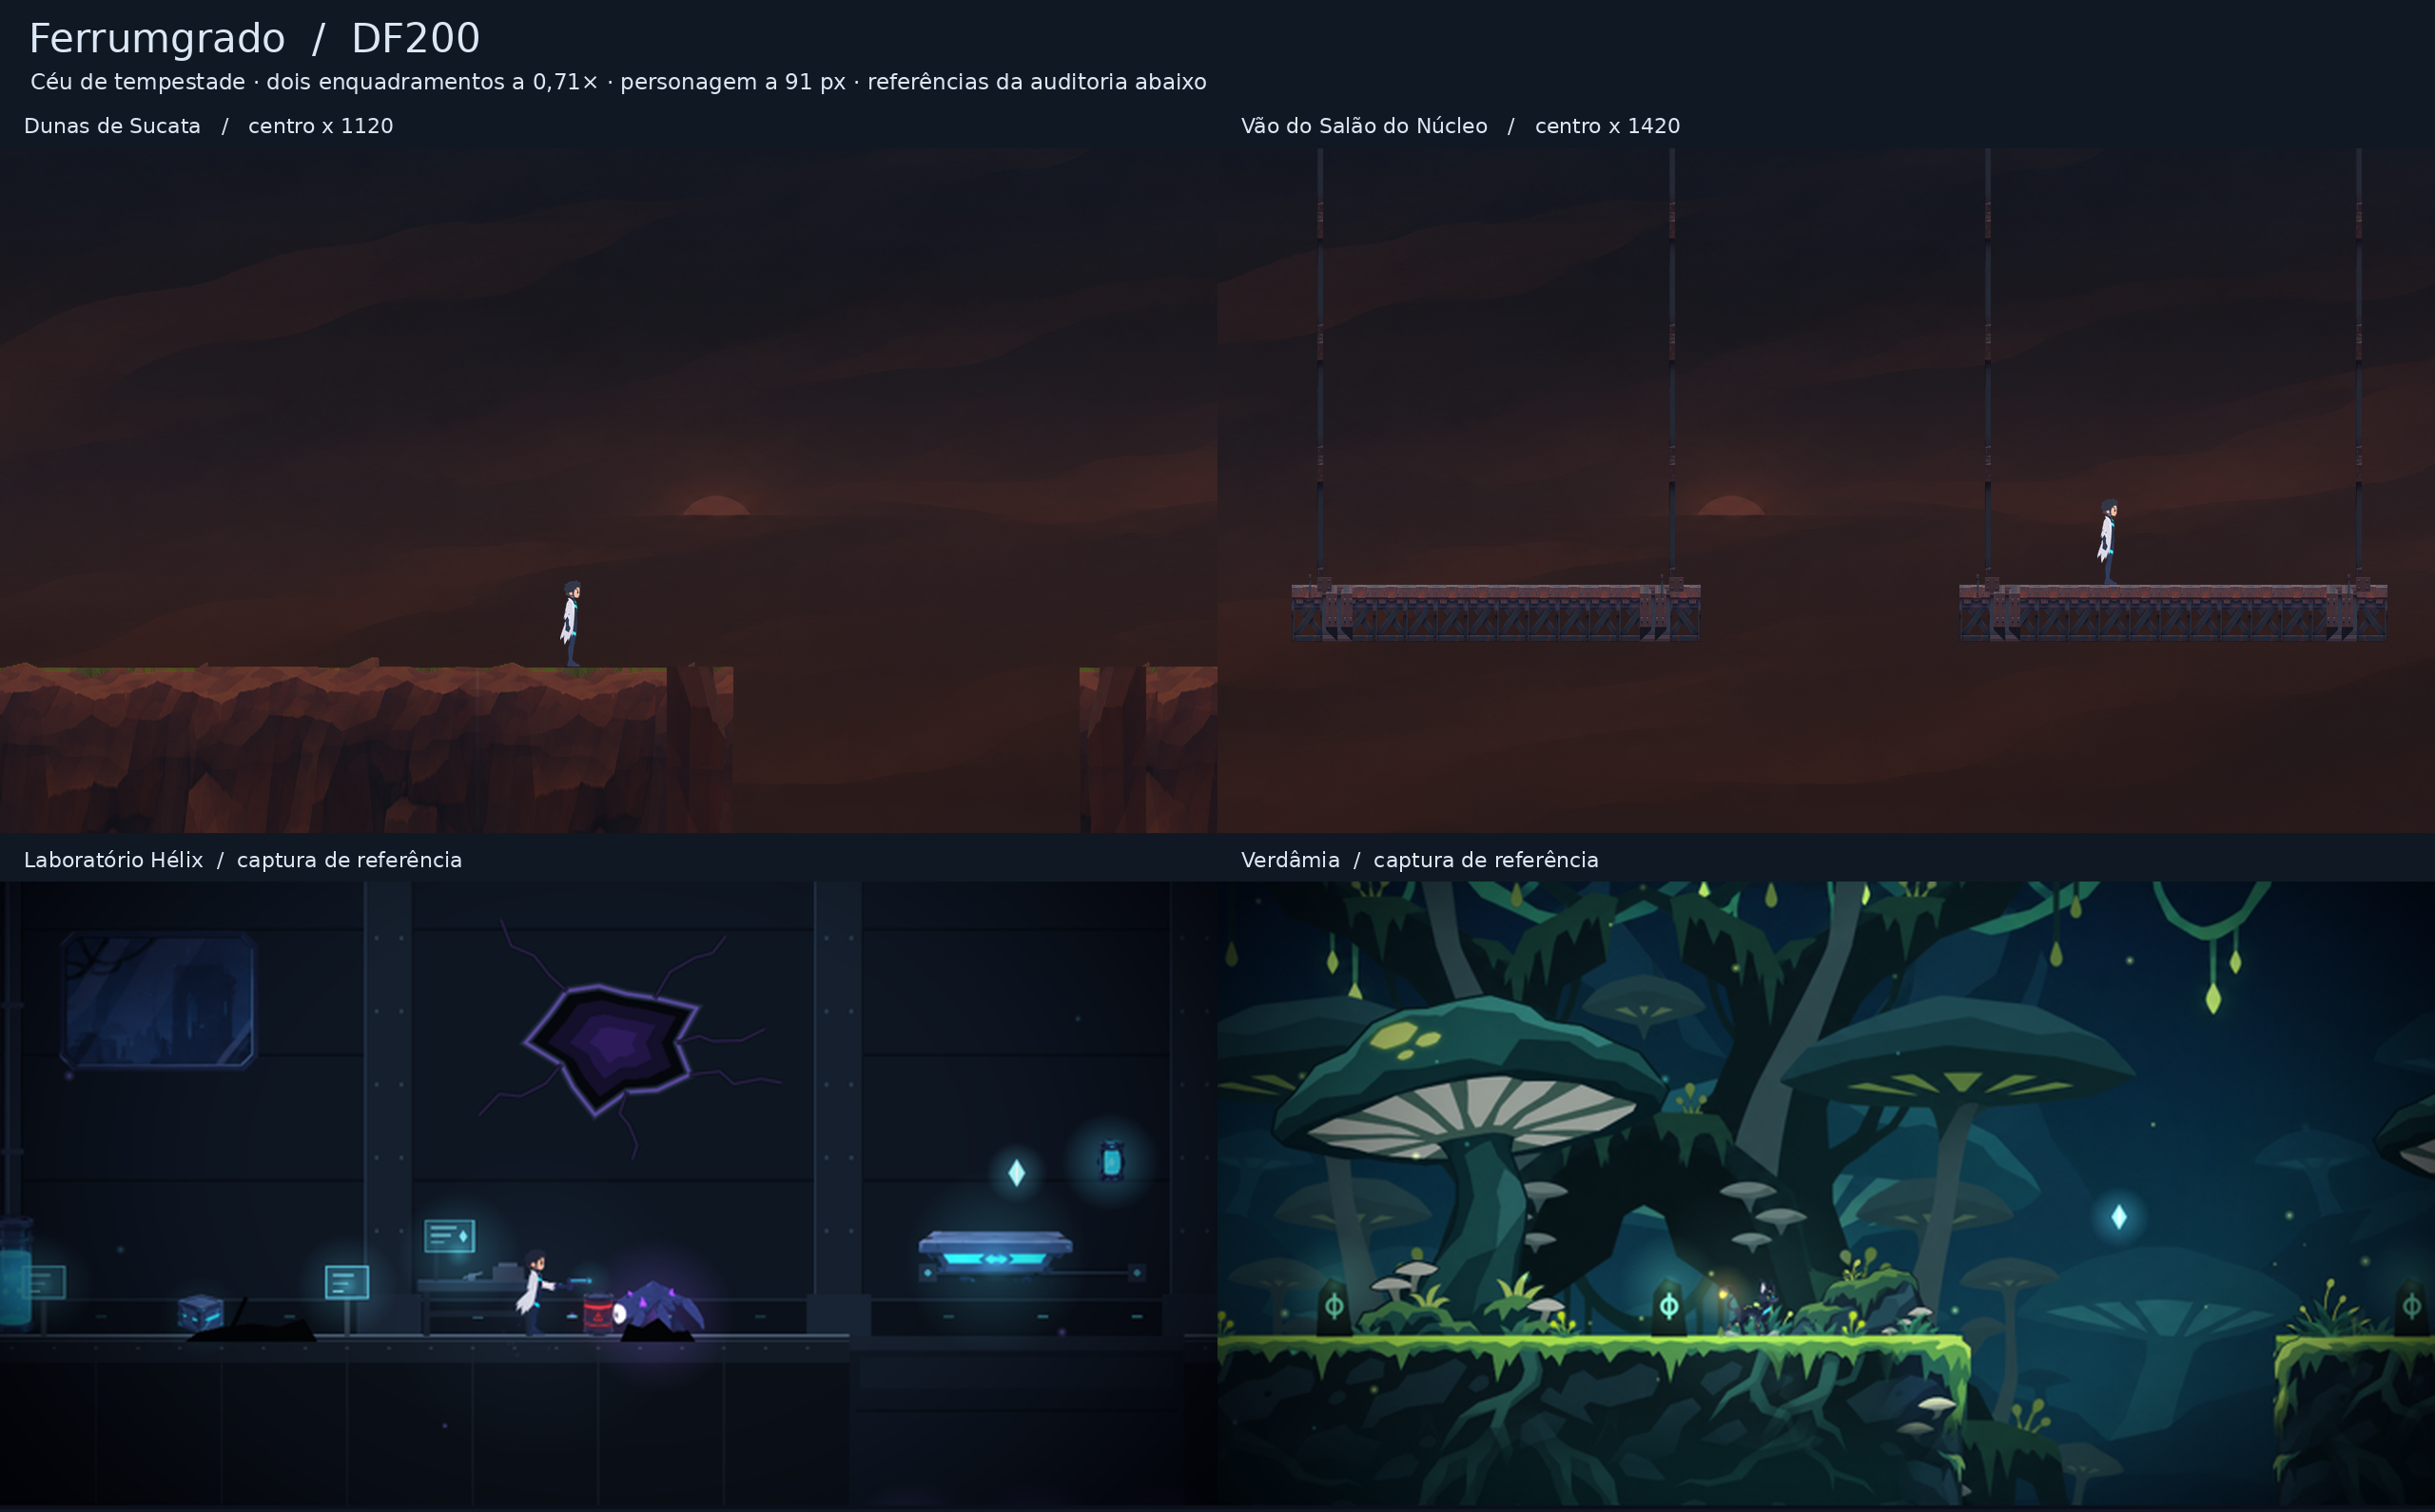 Ferrumgrado / DF200
Céu de tempestade · dois enquadramentos a 0,71× · personagem a 91 px · referências da auditoria abaixo
Dunas de Sucata / centro x 1120
Vão do Salão do Núcleo / centro x 1420
Laboratório Hélix / captura de referência
Verdâmia / captura de referência